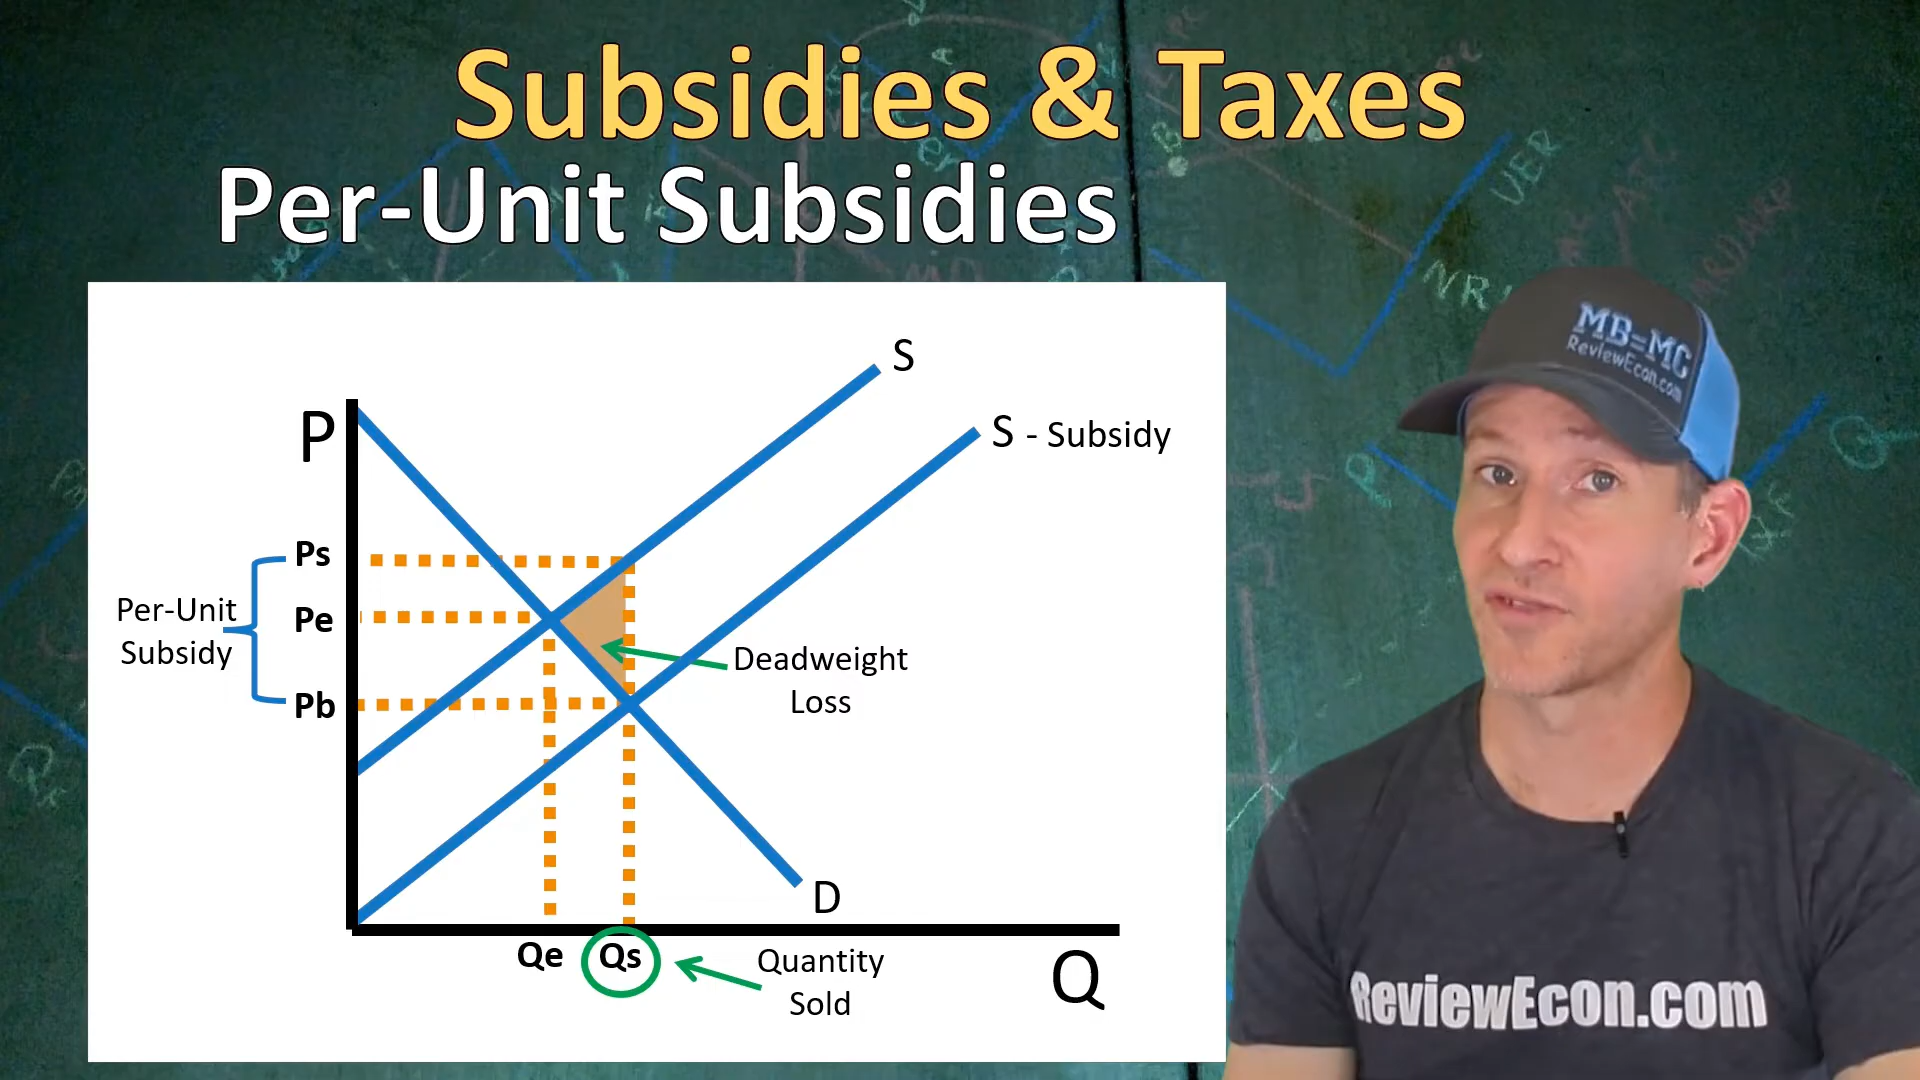 Subsidies & Taxes
Per-Unit Subsidies
S
S - Subsidy
P
Ps
Pe
Pb
Per-Unit
Subsidy
Deadweight
Loss
D
Qe
Qs
Quantity
Sold
Q
MB=MC
ReviewEcon.com
ReviewEcon.com
VER